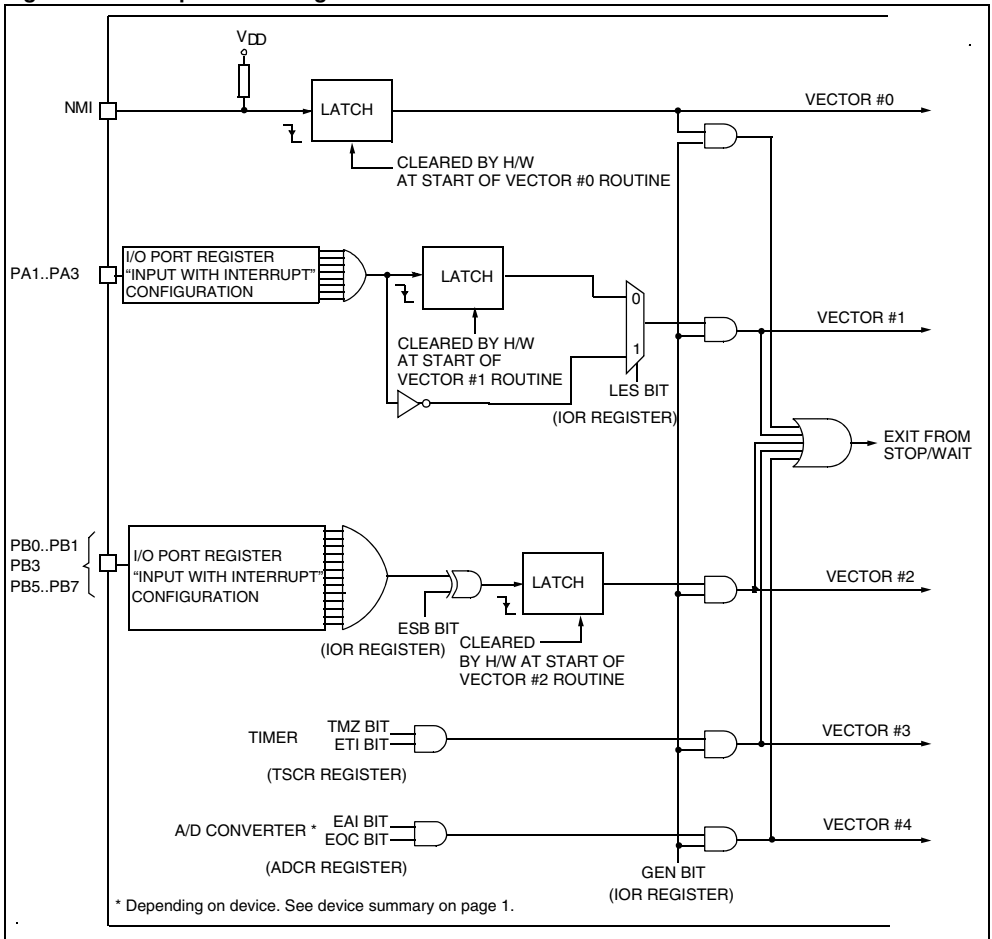 VDD
NMI
LATCH
VECTOR #0
CLEARED BY H/W
AT START OF VECTOR #0 ROUTINE
PA1..PA3
I/O PORT REGISTER
“INPUT WITH INTERRUPT”
CONFIGURATION
LATCH
0
1
VECTOR #1
CLEARED BY H/W
AT START OF
VECTOR #1 ROUTINE
LES BIT
(IOR REGISTER)
EXIT FROM
STOP/WAIT
PB0..PB1
PB3
PB5..PB7
I/O PORT REGISTER
“INPUT WITH INTERRUPT”
CONFIGURATION
LATCH
VECTOR #2
ESB BIT
(IOR REGISTER)
CLEARED
BY H/W AT START OF
VECTOR #2 ROUTINE
TIMER
TMZ BIT
ETI BIT
(TSCR REGISTER)
VECTOR #3
A/D CONVERTER *
EAI BIT
EOC BIT
(ADCR REGISTER)
VECTOR #4
GEN BIT
(IOR REGISTER)
* Depending on device. See device summary on page 1.